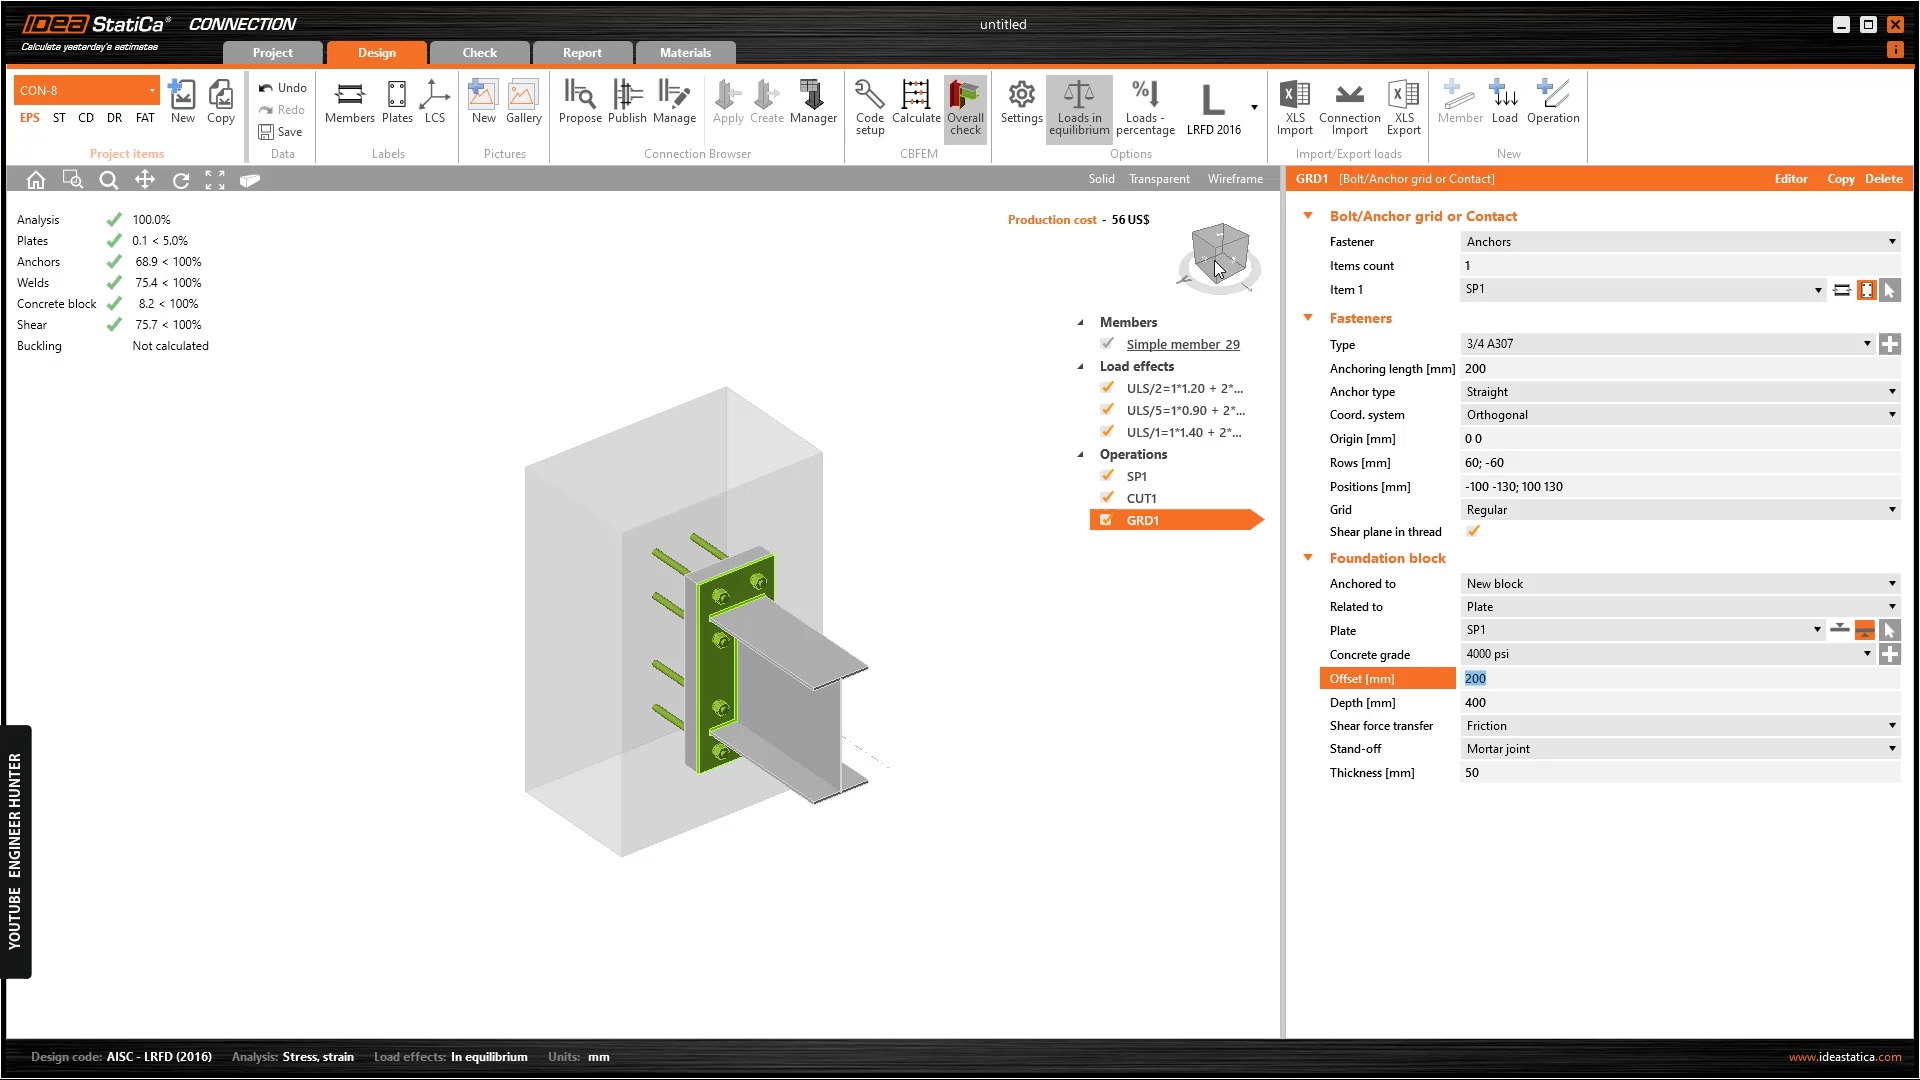 IDEA StatiCa® CONNECTION
Calculate yesterday's estimates
untitled
Project
Design
Check
Report
Materials
CON-8
EPS ST CD DR FAT
New
Copy
Project items
Undo
Redo
Save
Data
Members
Plates
LCS
Labels
New
Gallery
Pictures
Propose
Publish
Manage
Apply
Create
Manager
Connection Browser
Code setup
Calculate
Overall check
CBFEM
Settings
Loads in equilibrium
Loads - percentage
LRFD 2016
Options
XLS Import
Connection Import
XLS Export
Import/Export loads
Member
Load
Operation
New
Solid
Transparent
Wireframe
GRD1 [Bolt/Anchor grid or Contact]
Editor
Copy
Delete
Analysis 100.0%
Plates 0.1 < 5.0%
Anchors 68.9 < 100%
Welds 75.4 < 100%
Concrete block 8.2 < 100%
Shear 75.7 < 100%
Buckling Not calculated
Production cost - 56 US$
Members
Simple member 29
Load effects
ULS/2=1*1.20 + 2*...
ULS/5=1*0.90 + 2*...
ULS/1=1*1.40 + 2*...
Operations
SP1
CUT1
GRD1
Bolt/Anchor grid or Contact
Fastener Anchors
Items count 1
Item 1 SP1
Fasteners
Type 3/4 A307
Anchoring length [mm] 200
Anchor type Straight
Coord. system Orthogonal
Origin [mm] 0 0
Rows [mm] 60; -60
Positions [mm] -100 -130; 100 130
Grid Regular
Shear plane in thread
Foundation block
Anchored to New block
Related to Plate
Plate SP1
Concrete grade 4000 psi
Offset [mm] 200
Depth [mm] 400
Shear force transfer Friction
Stand-off Mortar joint
Thickness [mm] 50
YOUTUBE ENGINEER HUNTER
Design code: AISC - LRFD (2016) Analysis: Stress, strain Load effects: In equilibrium Units: mm
www.ideastatica.com